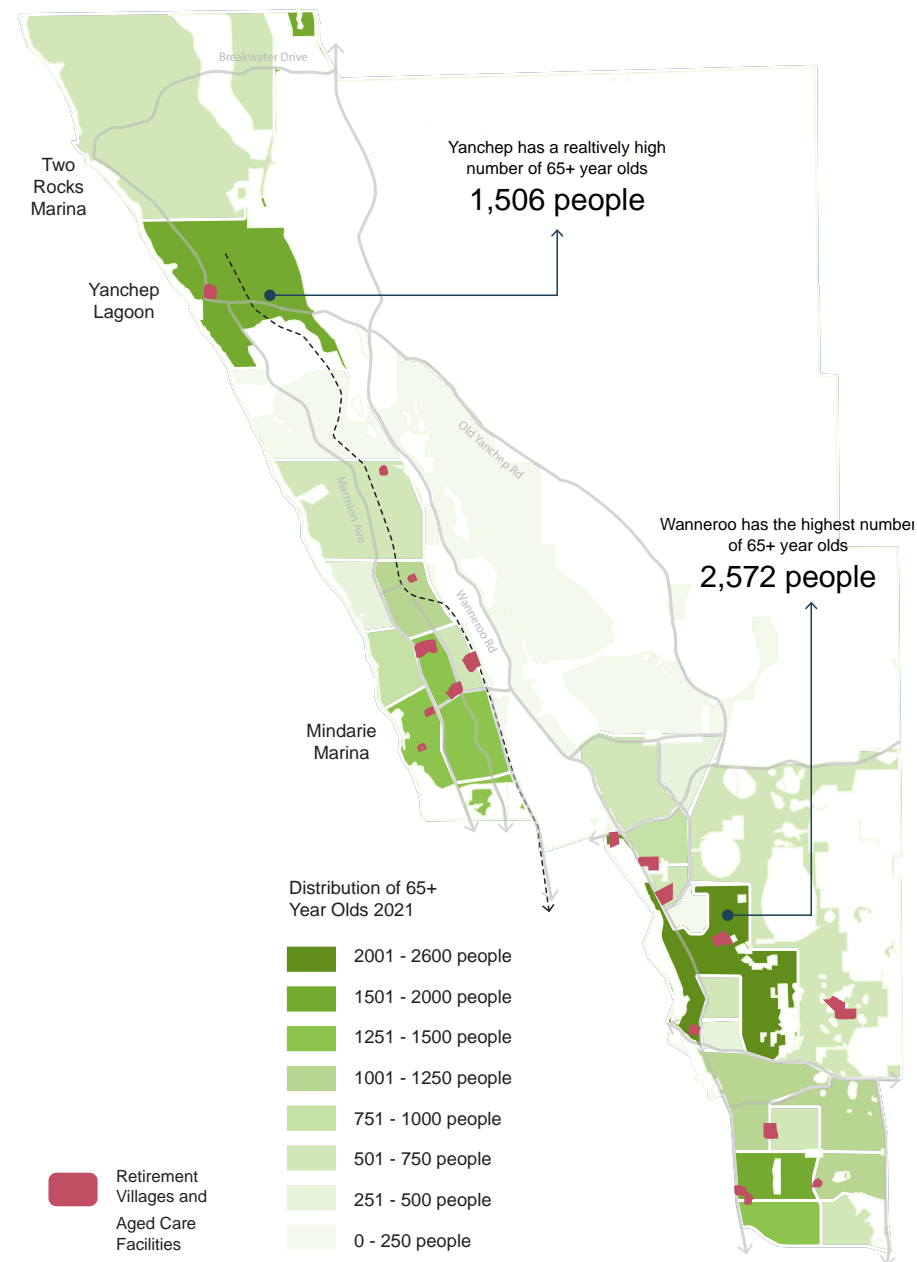 Breakwater Drive
Yanchep has a realtively high
number of 65+ year olds
1,506 people
Two
Rocks
Marina
Yanchep
Lagoon
Old Yanchep Rd
Marmion Ave
Wanneroo has the highest number
of 65+ year olds
2,572 people
Wanneroo Rd
Mindarie
Marina
Distribution of 65+
Year Olds 2021
2001 - 2600 people
1501 - 2000 people
1251 - 1500 people
1001 - 1250 people
751 - 1000 people
501 - 750 people
251 - 500 people
0 - 250 people
Retirement
Villages and
Aged Care
Facilities